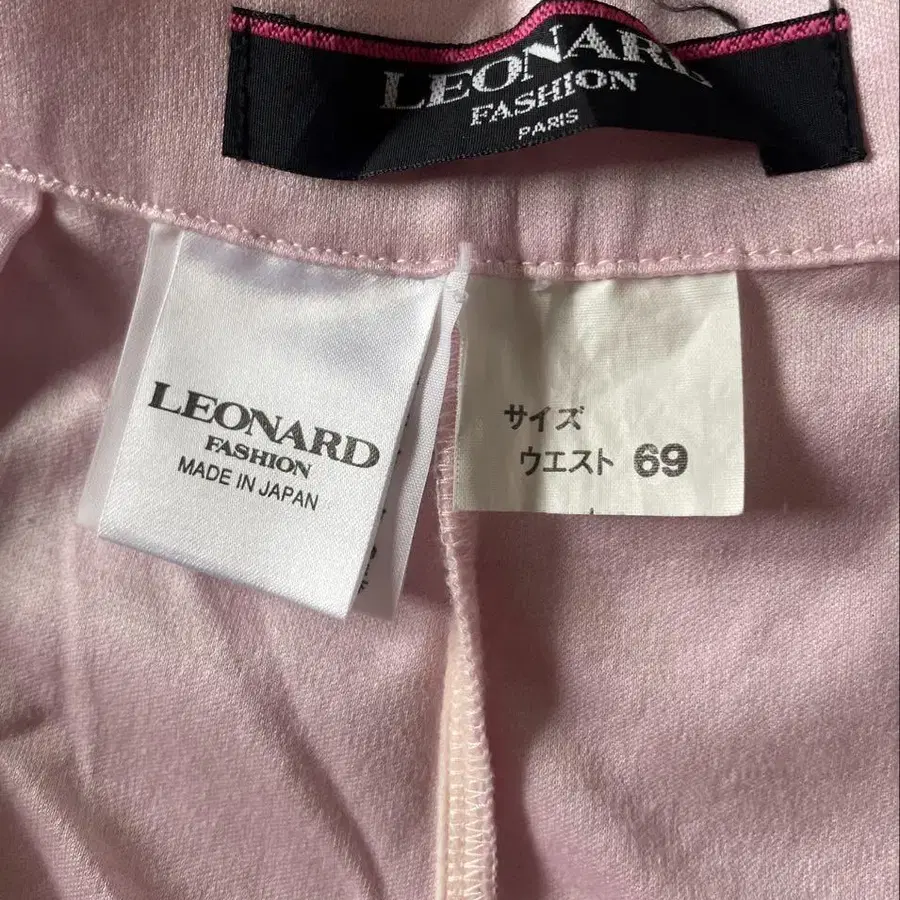 LEONARD
FASHION
PARIS
LEONARD
FASHION
MADE IN JAPAN
サイズ
ウエスト 69